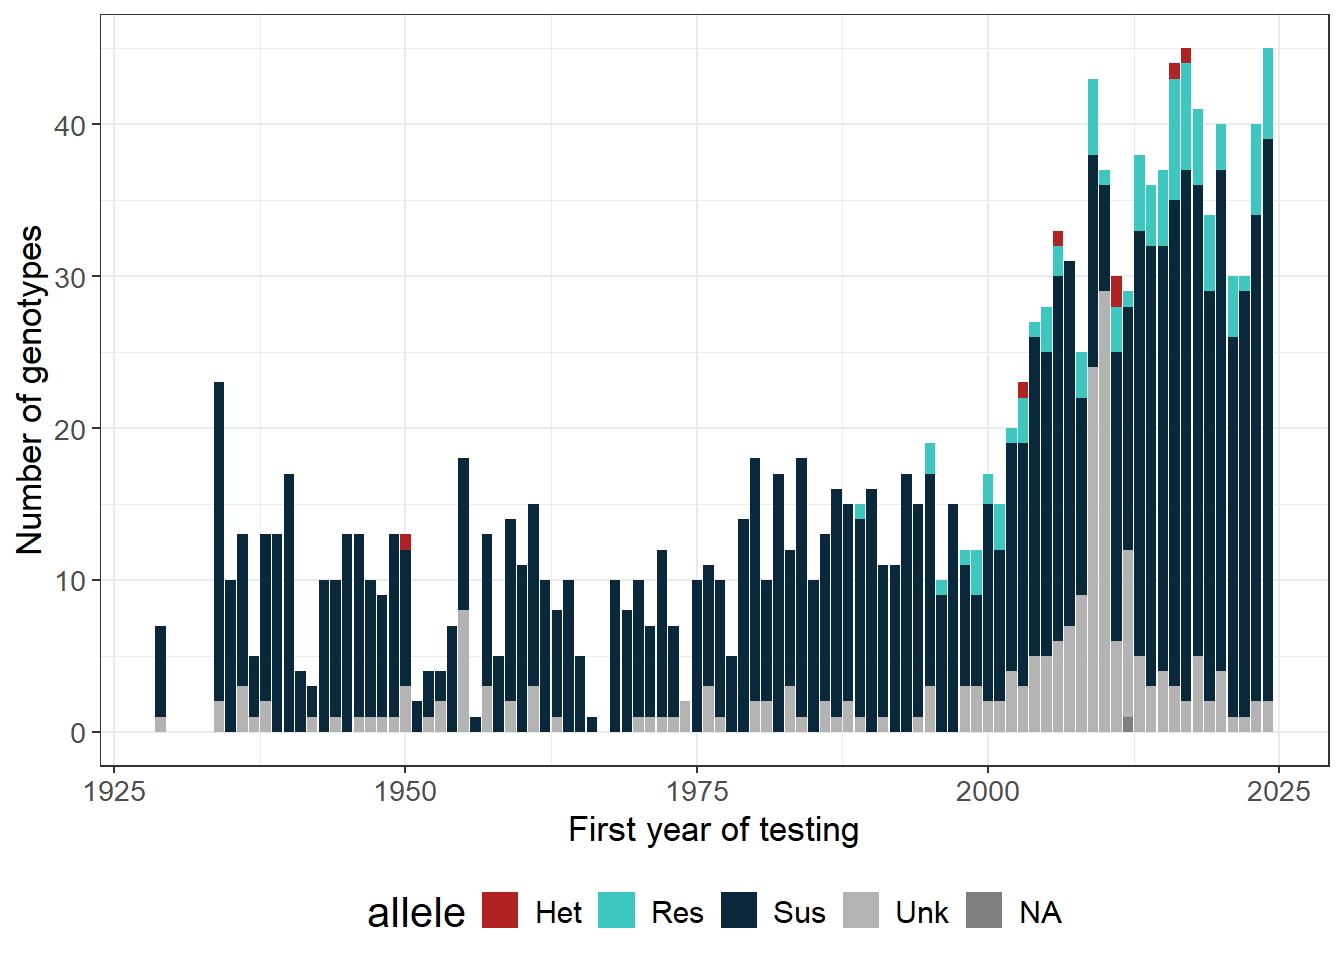 Number of genotypes
40
30
20
10
0
1925 1950 1975 2000 2025
First year of testing
allele Het Res Sus Unk NA